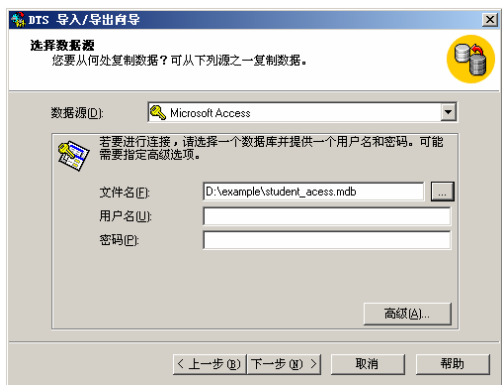 DTS 导入/导出向导
选择数据源
您要从何处复制数据？可从下列源之一复制数据。
数据源(D):
Microsoft Access
若要进行连接，请选择一个数据库并提供一个用户名和密码。可能
需要指定高级选项。
文件名(F):
D:\example\student_acess.mdb
...
用户名(U):
密码(P):
高级(A)...
< 上一步(B)
下一步(N) >
取消
帮助